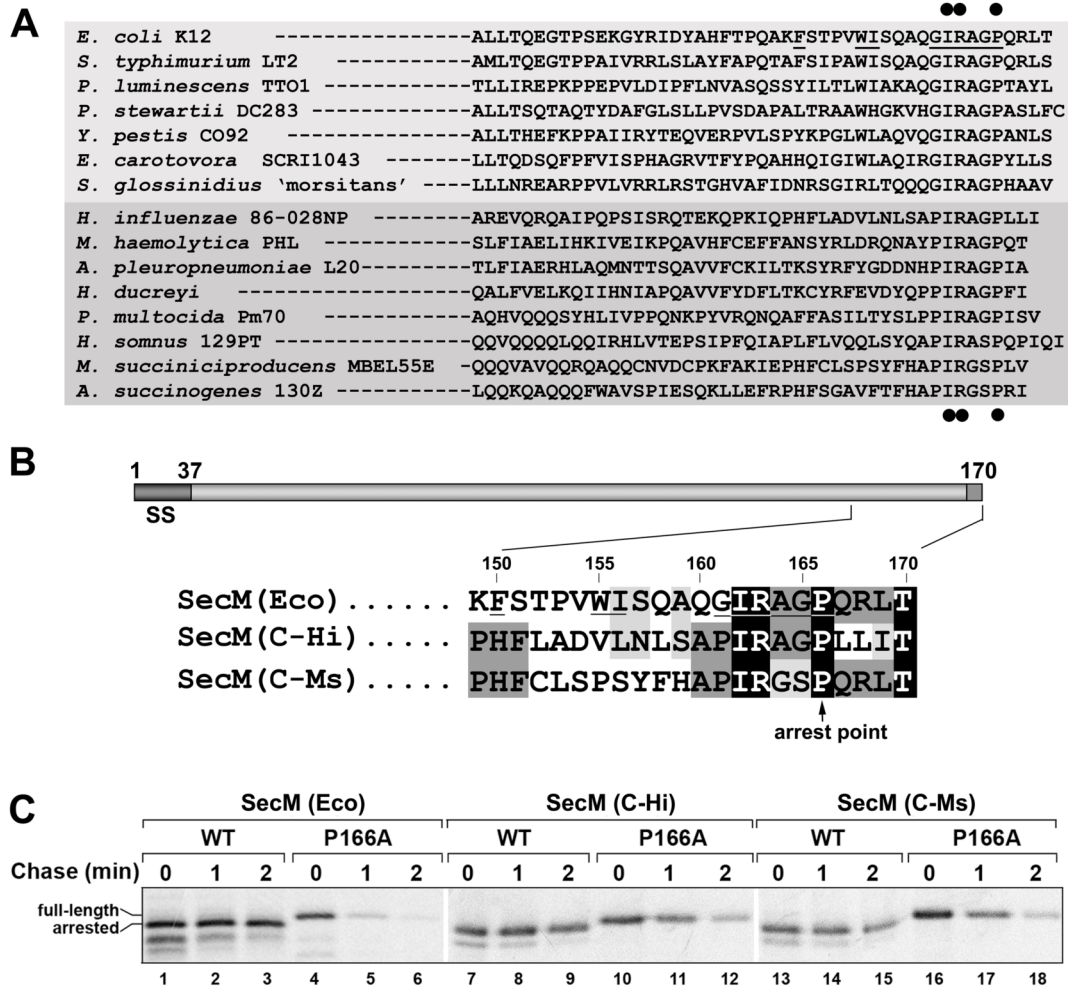 A
E. coli K12 -------------- ALLTQEGTPSEKGYRIDYAHFTPQAKFSTPVWISQAQGIRAGPQRLT
S. typhimurium LT2 --------- AMLTQEGTPPAIVRRLSLAYFAPQTAFSIPAWISQAQGIRAGPQRLS
P. luminescens TTO1 ---------- TLLIREPKPPEPVLDIPFLNVASQSSYILTLWIAKAQGIRAGPTAYL
P. stewartii DC283 ---------- ALLTSQTAQTYDAFGLSLLPVSDAPALTRAAWHGKVHGIRAGPASLFC
Y. pestis CO92 ------------- ALLTHEFKPPAIIRYTEQVERPVLSPYKPGLWLAQVQGIRAGPANLS
E. carotovora SCRI1043 -------- LLTQDSQFPFVISPHAGRVTFYPQAHHQIGIWLAQIRGIRAGPYLLS
S. glossinidius ‘morsitans’ ---- LLLNREARPPVLVRRLRSTGHVAFIDNRSGIRLTQQQGIRAGPHAAV
H. influenzae 86-028NP ------- AREVQRQAIPQPSISRQTEKQPKIQPHFLADVLNLSAPIRAGPLLI
M. haemolytica PHL ---------- SLFIAELIHKIVEIKPQAVHFCEFFANSYRLDRQNAYPIRAGPQT
A. pleuropneumoniae L20-------- TLFIAERHLAQMNTTSQAVVFCKILTKSYRFYGDDNHPIRAGPIA
H. ducreyi ---------------- QALFVELKQIIHNIAPQAVVFYDFLTKCYRFEVDYQPPIRAGPFI
P. multocida Pm70 ----------- AQHVQQQSYHLIVPPQNKPYVRQNQAFFASILTYSLPPIRAGPISV
H. somnus 129PT ------------- QQVQQQQLQQIRHLVTEPSIPFQIAPLFLVQQLSYQAPIRASPQPIQI
M. succiniciproducens MBEL55E -QQQVAVQQRQAQQCNVDCPKFAKIEPHFCLSPSYFHAPIRGSPLV
A. succinogenes 130Z -------- LQQKQAQQQFWAVSPIESQKLLEFRPHFSGAVFTFHAPIRGSPRI
B
1 37 170
SS
150 155 160 165 170
SecM(Eco) ...... KFSTPVWISQAQGIRAGPQRLT
SecM(C-Hi) ..... PHFLADVLNLSAPIRAGPLLIT
SecM(C-Ms) ..... PHFCLSPSYFHAPIRGSPQRLT
arrest point
C
SecM (Eco) SecM (C-Hi) SecM (C-Ms)
WT P166A WT P166A WT P166A
Chase (min) 0 1 2 0 1 2 0 1 2 0 1 2 0 1 2 0 1 2
full-length
arrested
1 2 3 4 5 6 7 8 9 10 11 12 13 14 15 16 17 18